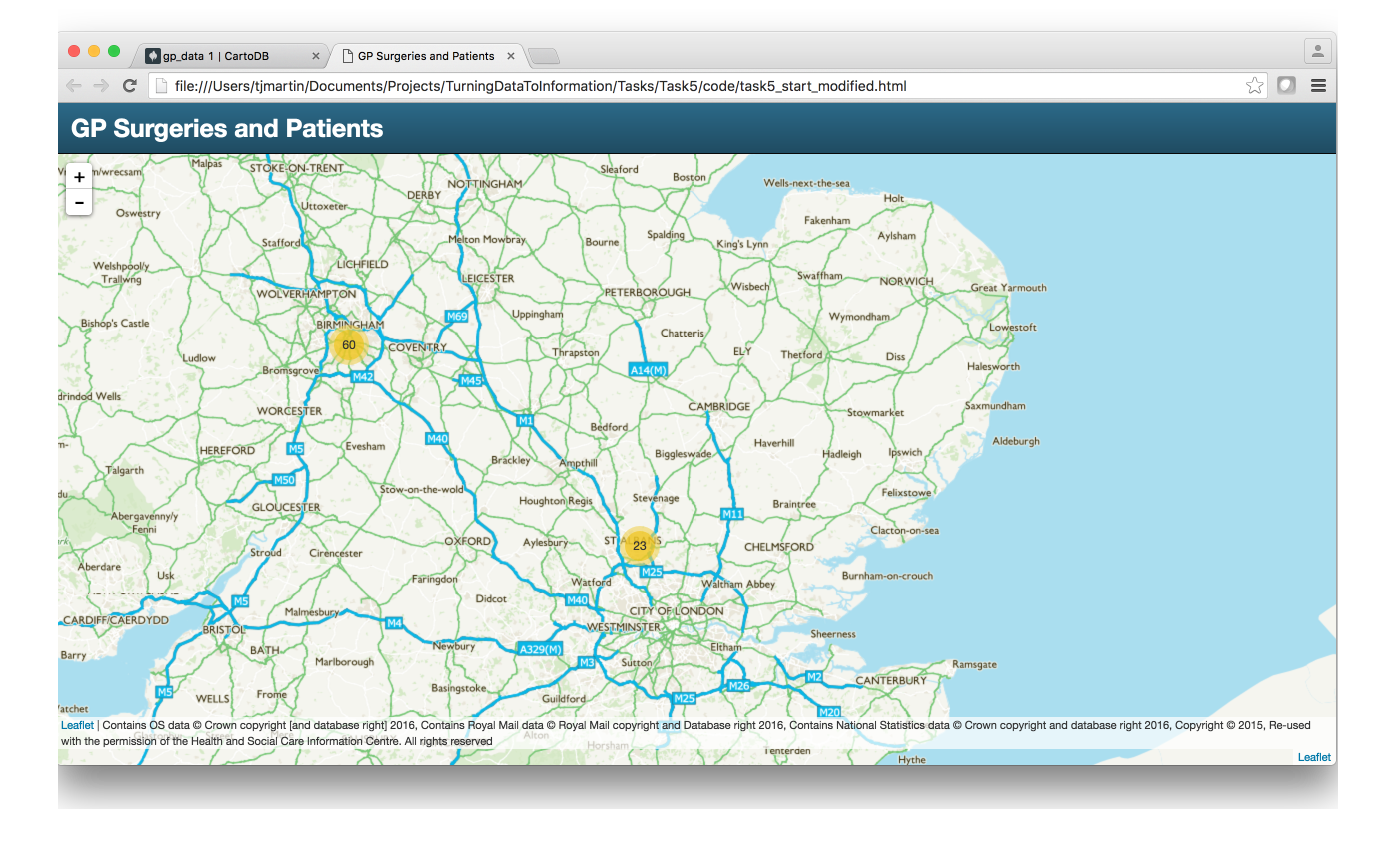 gp_data 1 | CartoDB
GP Surgeries and Patients
file:///Users/tjmartin/Documents/Projects/TurningDataToInformation/Tasks/Task5/code/task5_start_modified.html
GP Surgeries and Patients
+
−
Malpas
STOKE-ON-TRENT
Sleaford
Boston
NOTTINGHAM
Wells-next-the-sea
DERBY
Holt
Uttoxeter
Oswestry
Fakenham
Spalding
Aylsham
Stafford
Melton Mowbray
Bourne
King's Lynn
Welshpool/y
Trallwng
LICHFIELD
LEICESTER
Swaffham
NORWICH
Great Yarmouth
WOLVERHAMPTON
PETERBOROUGH
Wisbech
Bishop's Castle
BIRMINGHAM
M69
Uppingham
Wymondham
Lowestoft
Chatteris
60
COVENTRY
Thrapston
ELY
Thetford
Diss
Ludlow
Halesworth
Bromsgrove
M42
M45
A14(M)
drindod Wells
WORCESTER
CAMBRIDGE
Stowmarket
Saxmundham
M1
Bedford
M40
Haverhill
Aldeburgh
HEREFORD
M5
Evesham
Biggleswade
Hadleigh
Ipswich
Talgarth
Brackley
Ampthill
M50
Stow-on-the-wold
Felixstowe
Houghton Regis
Stevenage
Braintree
GLOUCESTER
M11
Abergavenny/y
Fenni
Clacton-on-sea
OXFORD
Aylesbury
23
CHELMSFORD
Stroud
Cirencester
Aberdare
Usk
Faringdon
Watford
M25
Waltham Abbey
Burnham-on-crouch
M5
Didcot
M40
CARDIFF/CAERDYDD
Malmesbury
M4
CITY OF LONDON
BRISTOL
WESTMINSTER
Sheerness
Barry
BATH
Newbury
A329(M)
Eltham
Marlborough
M3
Sutton
Ramsgate
M5
WELLS
Frome
Basingstoke
Guildford
M25
M26
M2
CANTERBURY
M20
Leaflet | Contains OS data © Crown copyright [and database right] 2016, Contains Royal Mail data © Royal Mail copyright and Database right 2016, Contains National Statistics data © Crown copyright and database right 2016, Copyright © 2015, Re-used
with the permission of the Health and Social Care Information Centre. All rights reserved
Alton
Horsham
Tenterden
Hythe
Leaflet